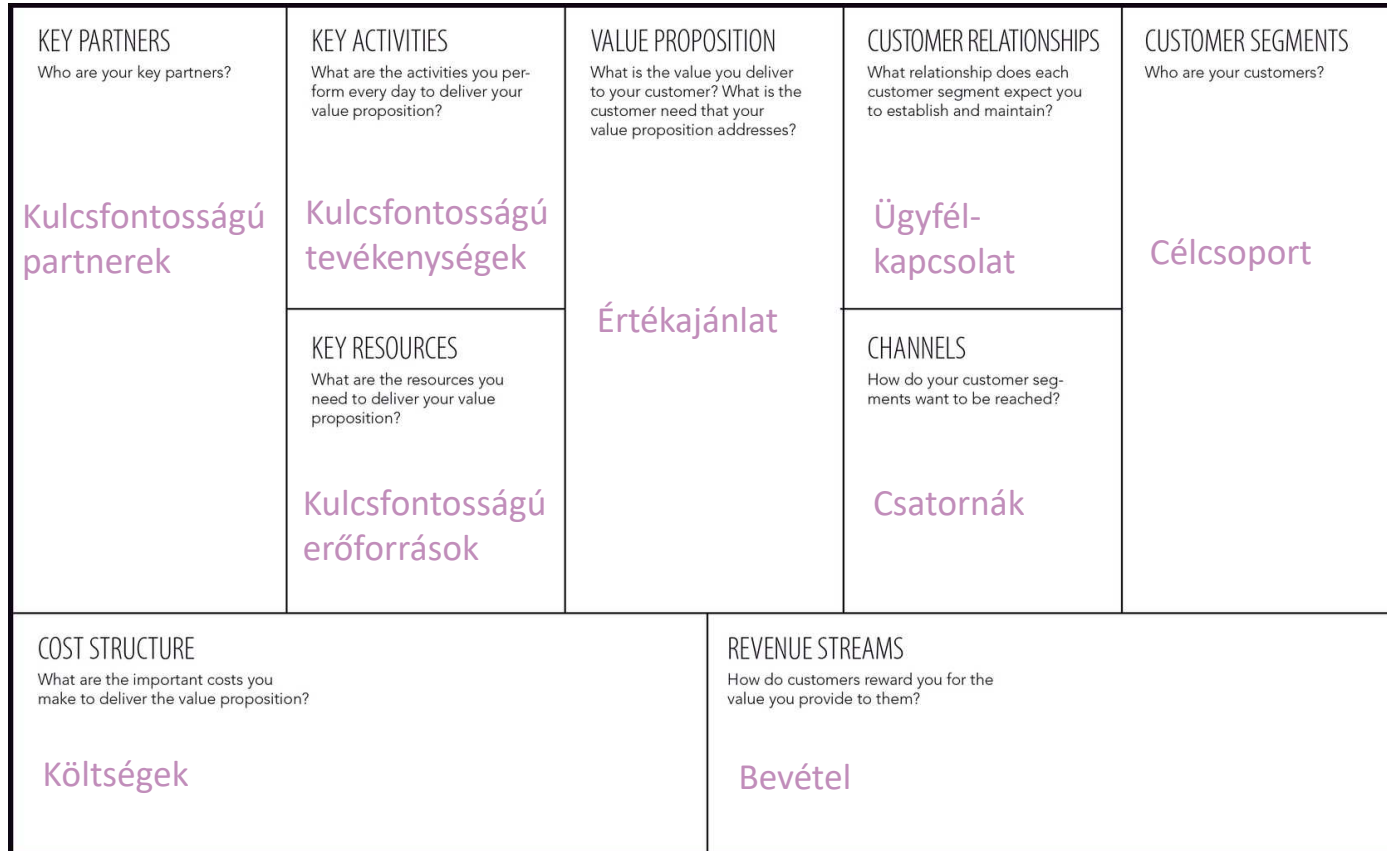 KEY PARTNERS
Who are your key partners?
Kulcsfontosságú
partnerek
KEY ACTIVITIES
What are the activities you per-
form every day to deliver your
value proposition?
Kulcsfontosságú
tevékenységek
KEY RESOURCES
What are the resources you
need to deliver your value
proposition?
Kulcsfontosságú
erőforrások
VALUE PROPOSITION
What is the value you deliver
to your customer? What is the
customer need that your
value proposition addresses?
Értékajánlat
CUSTOMER RELATIONSHIPS
What relationship does each
customer segment expect you
to establish and maintain?
Ügyfél-
kapcsolat
CHANNELS
How do your customer seg-
ments want to be reached?
Csatornák
CUSTOMER SEGMENTS
Who are your customers?
Célcsoport
COST STRUCTURE
What are the important costs you
make to deliver the value proposition?
Költségek
REVENUE STREAMS
How do customers reward you for the
value you provide to them?
Bevétel